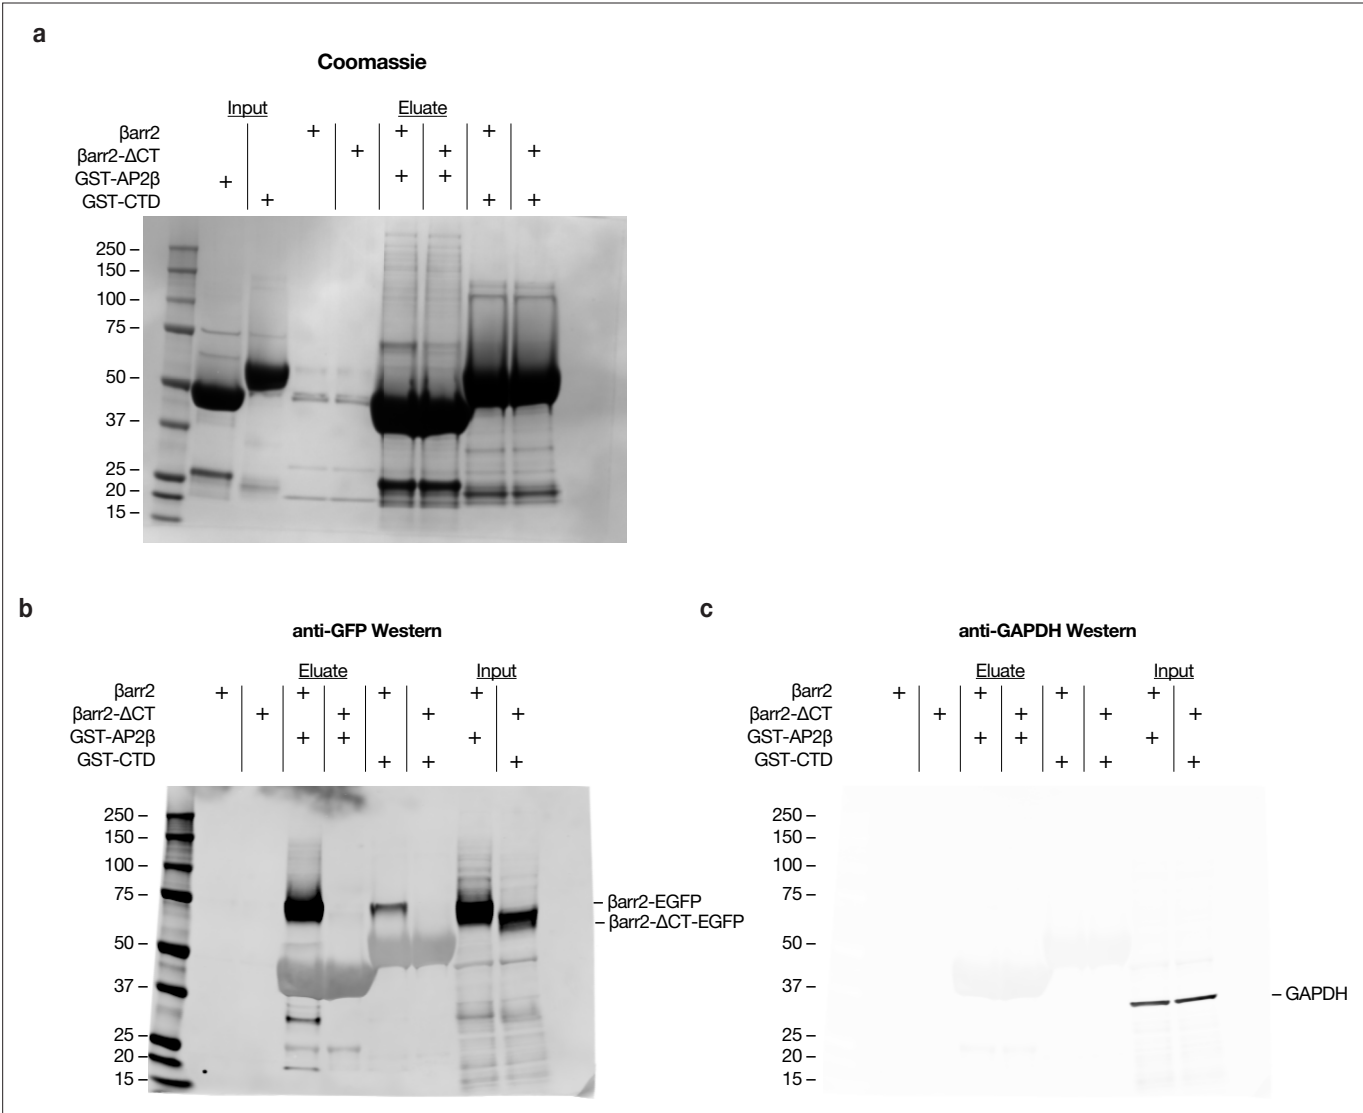 a
Coomassie
Input Eluate
βarr2 + + +
βarr2-ΔCT + + +
GST-AP2β + + +
GST-CTD + + +
250 –
150 –
100 –
75 –
50 –
37 –
25 –
20 –
15 –
b
anti-GFP Western
Eluate Input
βarr2 + + + +
βarr2-ΔCT + + + +
GST-AP2β + + +
GST-CTD + + +
250 –
150 –
100 –
75 –
50 –
37 –
25 –
20 –
15 –
– βarr2-EGFP
– βarr2-ΔCT-EGFP
c
anti-GAPDH Western
Eluate Input
βarr2 + + + +
βarr2-ΔCT + + + +
GST-AP2β + + +
GST-CTD + + +
250 –
150 –
100 –
75 –
50 –
37 –
25 –
20 –
15 –
– GAPDH